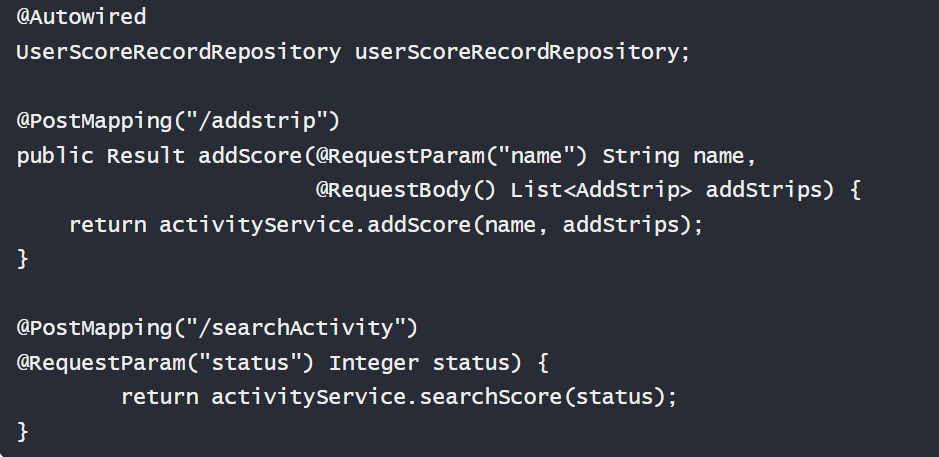 @Autowired
UserScoreRecordRepository userScoreRecordRepository;
@PostMapping("/addstrip")
public Result addScore(@RequestParam("name") String name,
@RequestBody() List<AddStrip> addStrips) {
return activityService.addScore(name, addStrips);
}
@PostMapping("/searchActivity")
@RequestParam("status") Integer status) {
return activityService.searchScore(status);
}